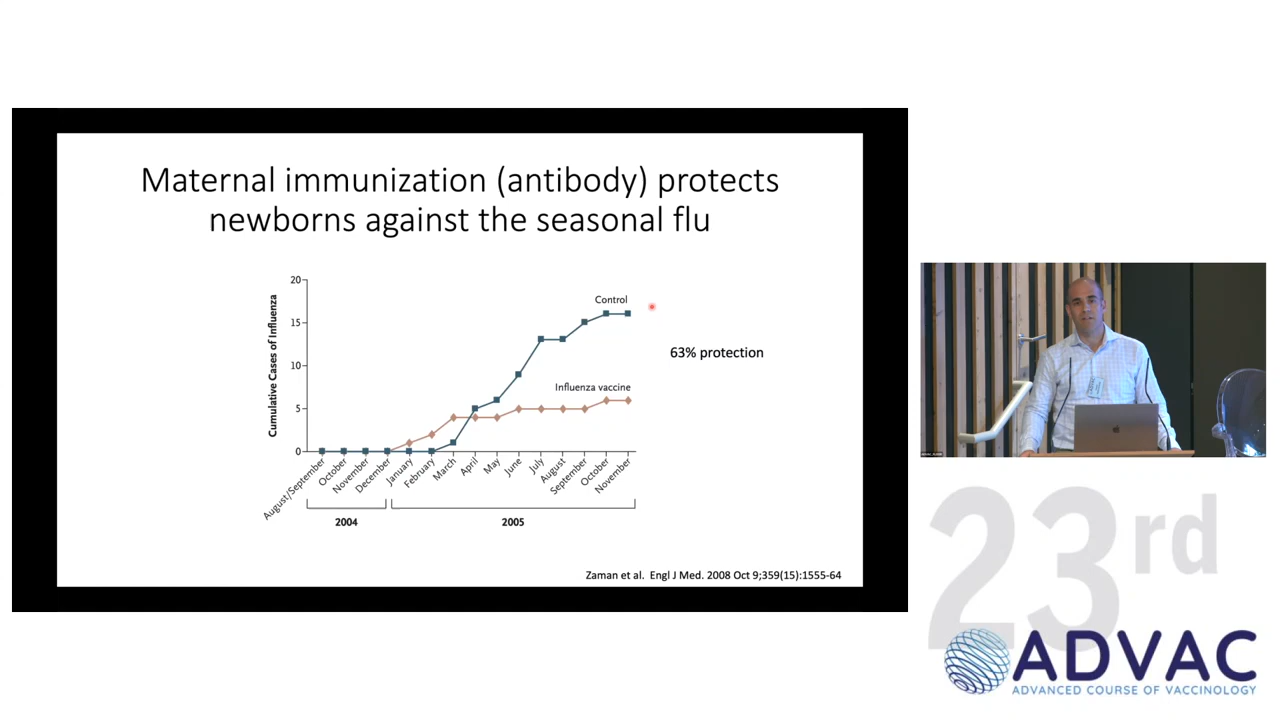 Maternal immunization (antibody) protects
newborns against the seasonal flu
Cumulative Cases of Influenza
20
15
10
5
0
Control
Influenza vaccine
63% protection
August/September
October
November
December
January
February
March
April
May
June
July
August
September
October
November
2004
2005
Zaman et al. Engl J Med. 2008 Oct 9;359(15):1555-64
23rd
ADVAC
ADVANCED COURSE OF VACCINOLOGY